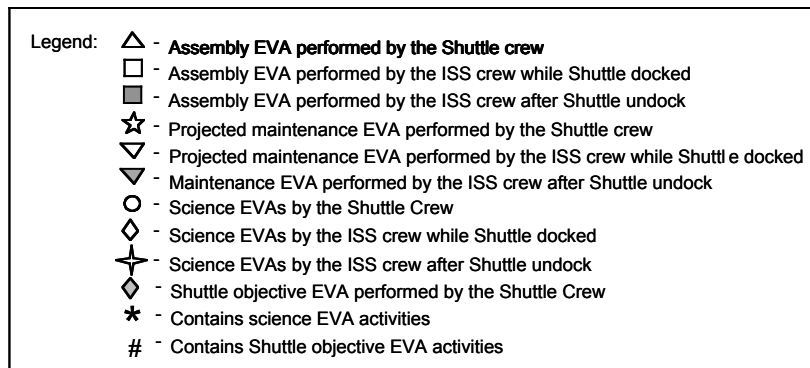 Legend: △ - Assembly EVA performed by the Shuttle crew
□ - Assembly EVA performed by the ISS crew while Shuttle docked
■ - Assembly EVA performed by the ISS crew after Shuttle undock
☆ - Projected maintenance EVA performed by the Shuttle crew
▽ - Projected maintenance EVA performed by the ISS crew while Shuttl e docked
▼ - Maintenance EVA performed by the ISS crew after Shuttle undock
○ - Science EVAs by the Shuttle Crew
◇ - Science EVAs by the ISS crew while Shuttle docked
✧ - Science EVAs by the ISS crew after Shuttle undock
◆ - Shuttle objective EVA performed by the Shuttle Crew
* - Contains science EVA activities
# - Contains Shuttle objective EVA activities